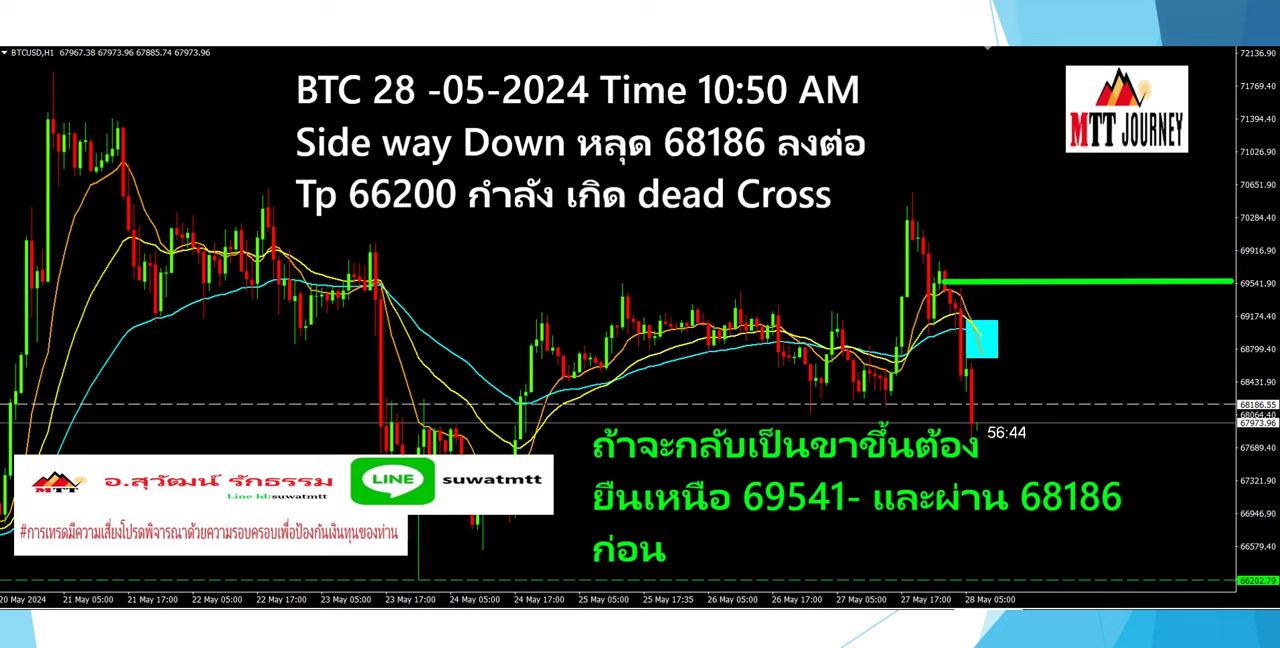 BTCUSD,H1 67967.38 67973.96 67885.74 67973.96
BTC 28 -05-2024 Time 10:50 AM
Side way Down หลุด 68186 ลงต่อ
Tp 66200 กำลัง เกิด dead Cross
MTT JOURNEY
72136.90
71769.40
71394.40
71026.90
70651.90
70284.40
69916.90
69541.90
69174.40
68799.40
68431.90
68186.55
68064.40
67973.96
67689.40
67321.90
66946.90
66579.40
66202.79
56:44
ถ้าจะกลับเป็นขาขึ้นต้อง
ยืนเหนือ 69541- และผ่าน 68186
ก่อน
MTT
อ.สุวัฒน์ รักธรรม
Line Id:suwatmtt
LINE
suwatmtt
#การเทรดมีความเสี่ยงโปรดพิจารณาด้วยความรอบครอบเพื่อป้องกันเงินทุนของท่าน
20 May 2024 21 May 05:00 21 May 17:00 22 May 05:00 22 May 17:00 23 May 05:00 23 May 17:00 24 May 05:00 24 May 17:00 25 May 05:00 25 May 17:35 26 May 05:00 26 May 17:00 27 May 05:00 27 May 17:00 28 May 05:00